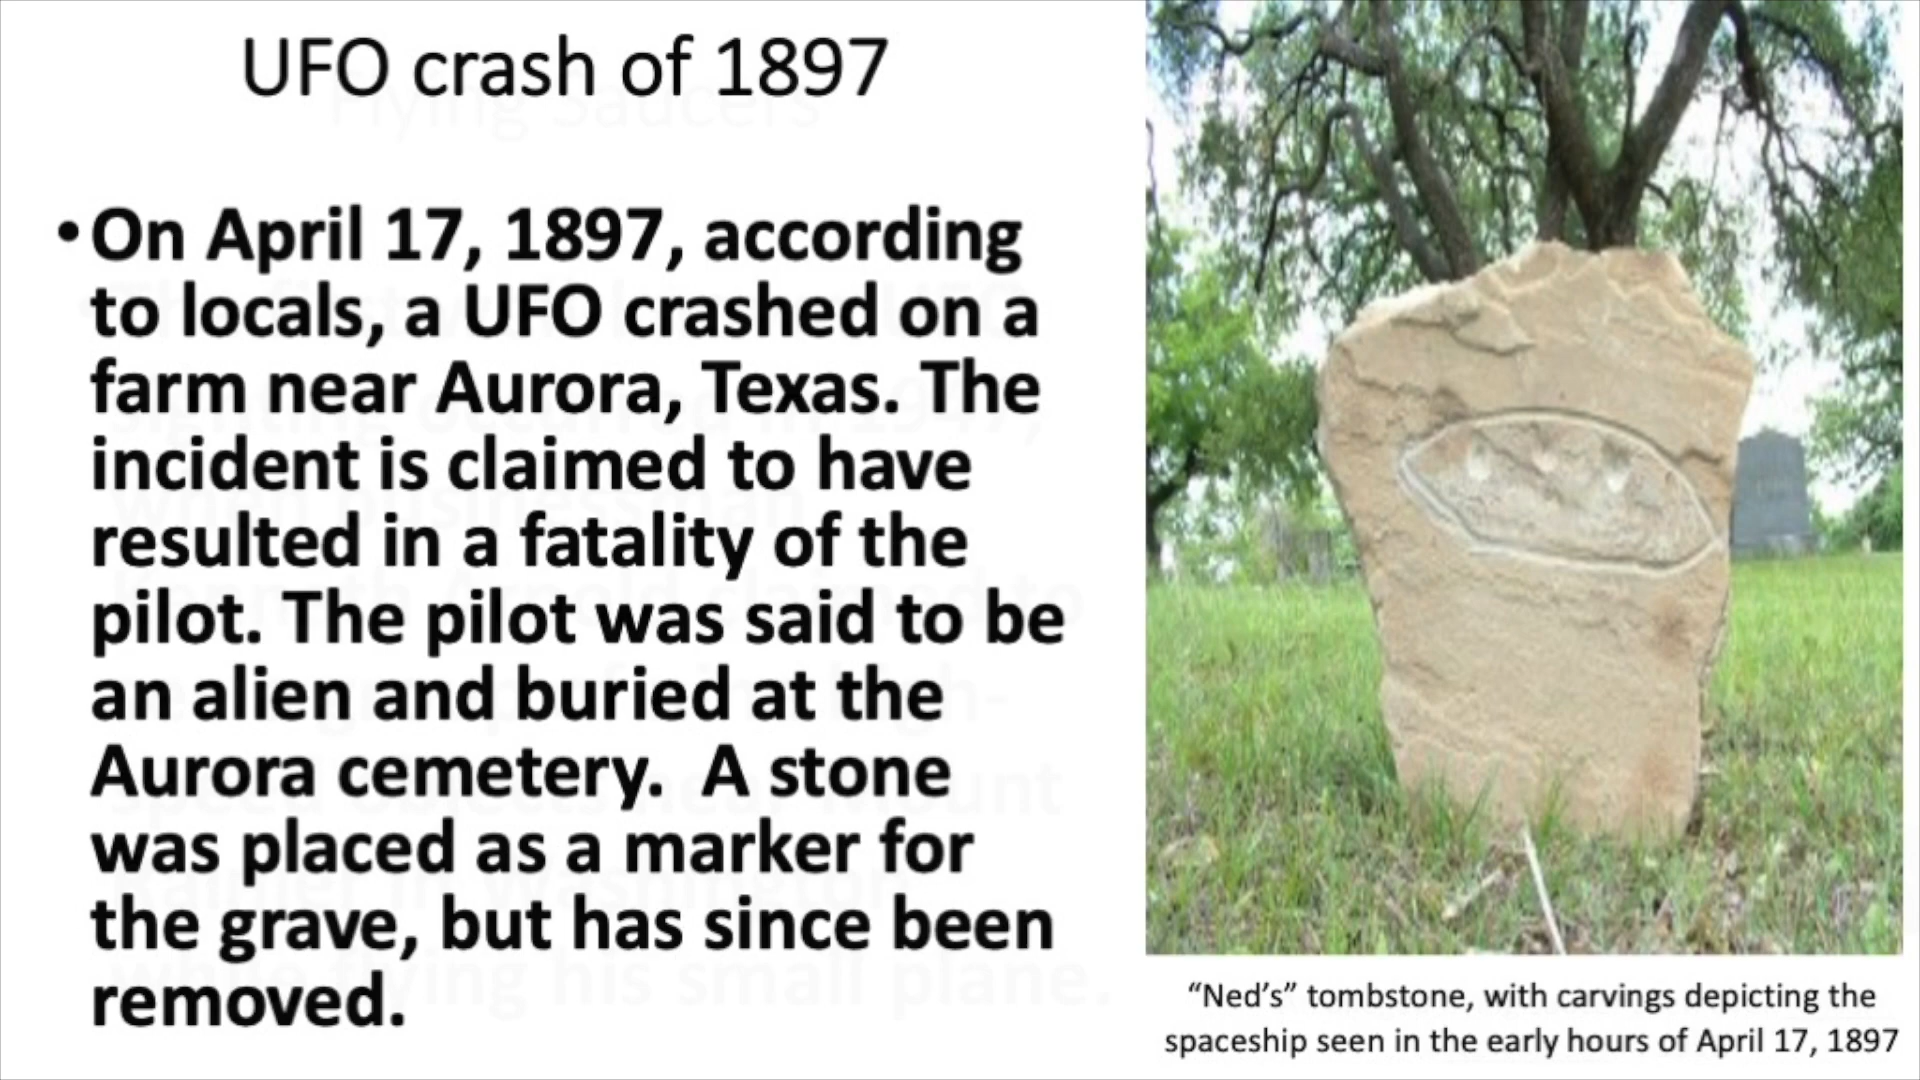 UFO crash of 1897
• On April 17, 1897, according
to locals, a UFO crashed on a
farm near Aurora, Texas. The
incident is claimed to have
resulted in a fatality of the
pilot. The pilot was said to be
an alien and buried at the
Aurora cemetery.  A stone
was placed as a marker for
the grave, but has since been
removed.
“Ned’s” tombstone, with carvings depicting the
spaceship seen in the early hours of April 17, 1897